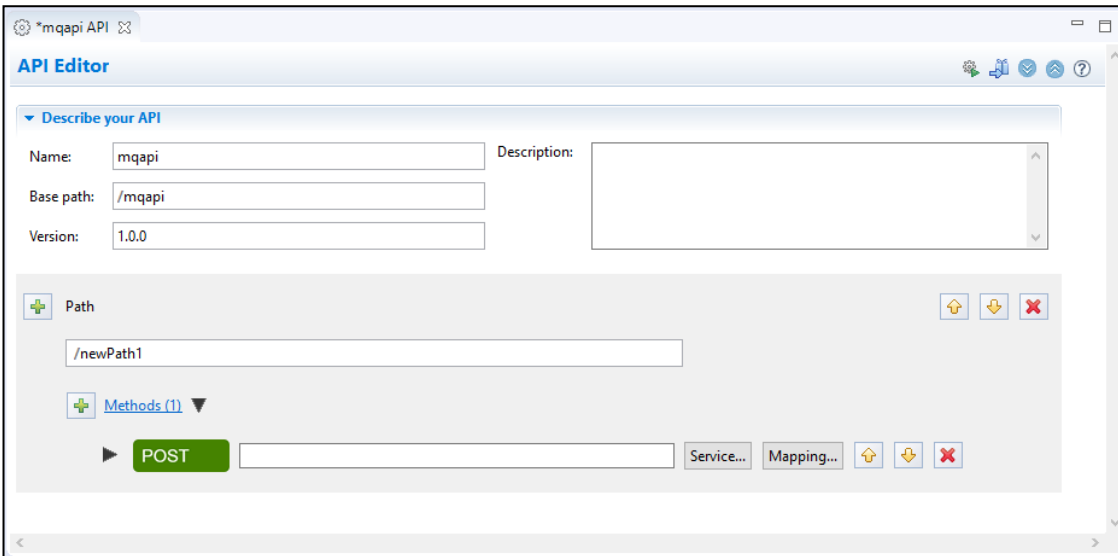 *mqapi API
API Editor
Describe your API
Name: mqapi Description:
Base path: /mqapi
Version: 1.0.0
Path
/newPath1
Methods (1)
POST Service... Mapping...